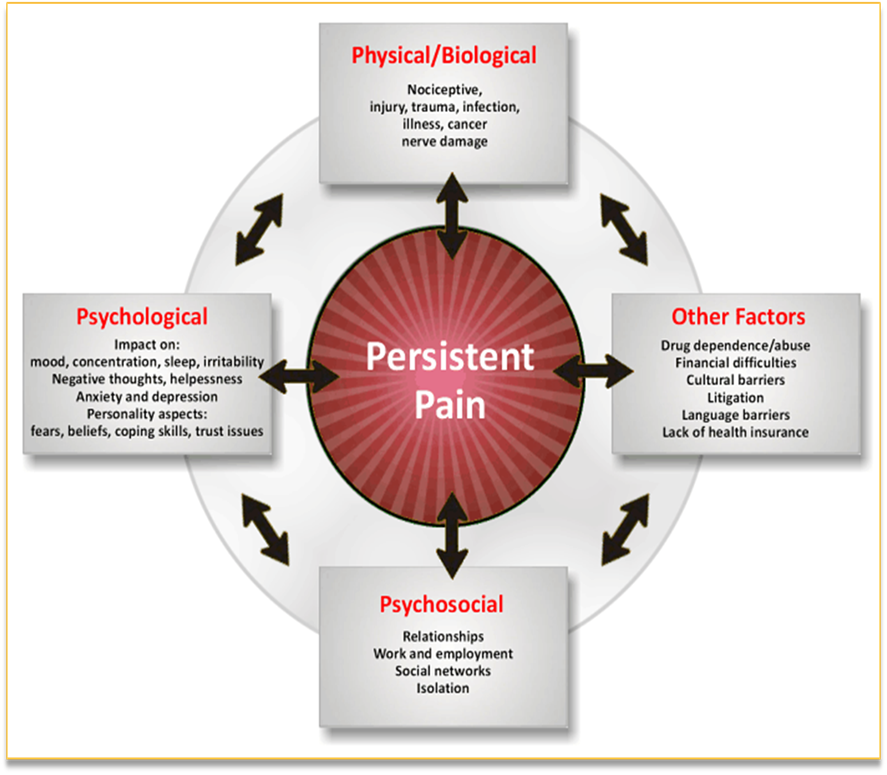 Physical/Biological
Nociceptive,
injury, trauma, infection,
illness, cancer
nerve damage
Psychological
Impact on:
mood, concentration, sleep, irritability
Negative thoughts, helpessness
Anxiety and depression
Personality aspects:
fears, beliefs, coping skills, trust issues
Persistent
Pain
Other Factors
Drug dependence/abuse
Financial difficulties
Cultural barriers
Litigation
Language barriers
Lack of health insurance
Psychosocial
Relationships
Work and employment
Social networks
Isolation